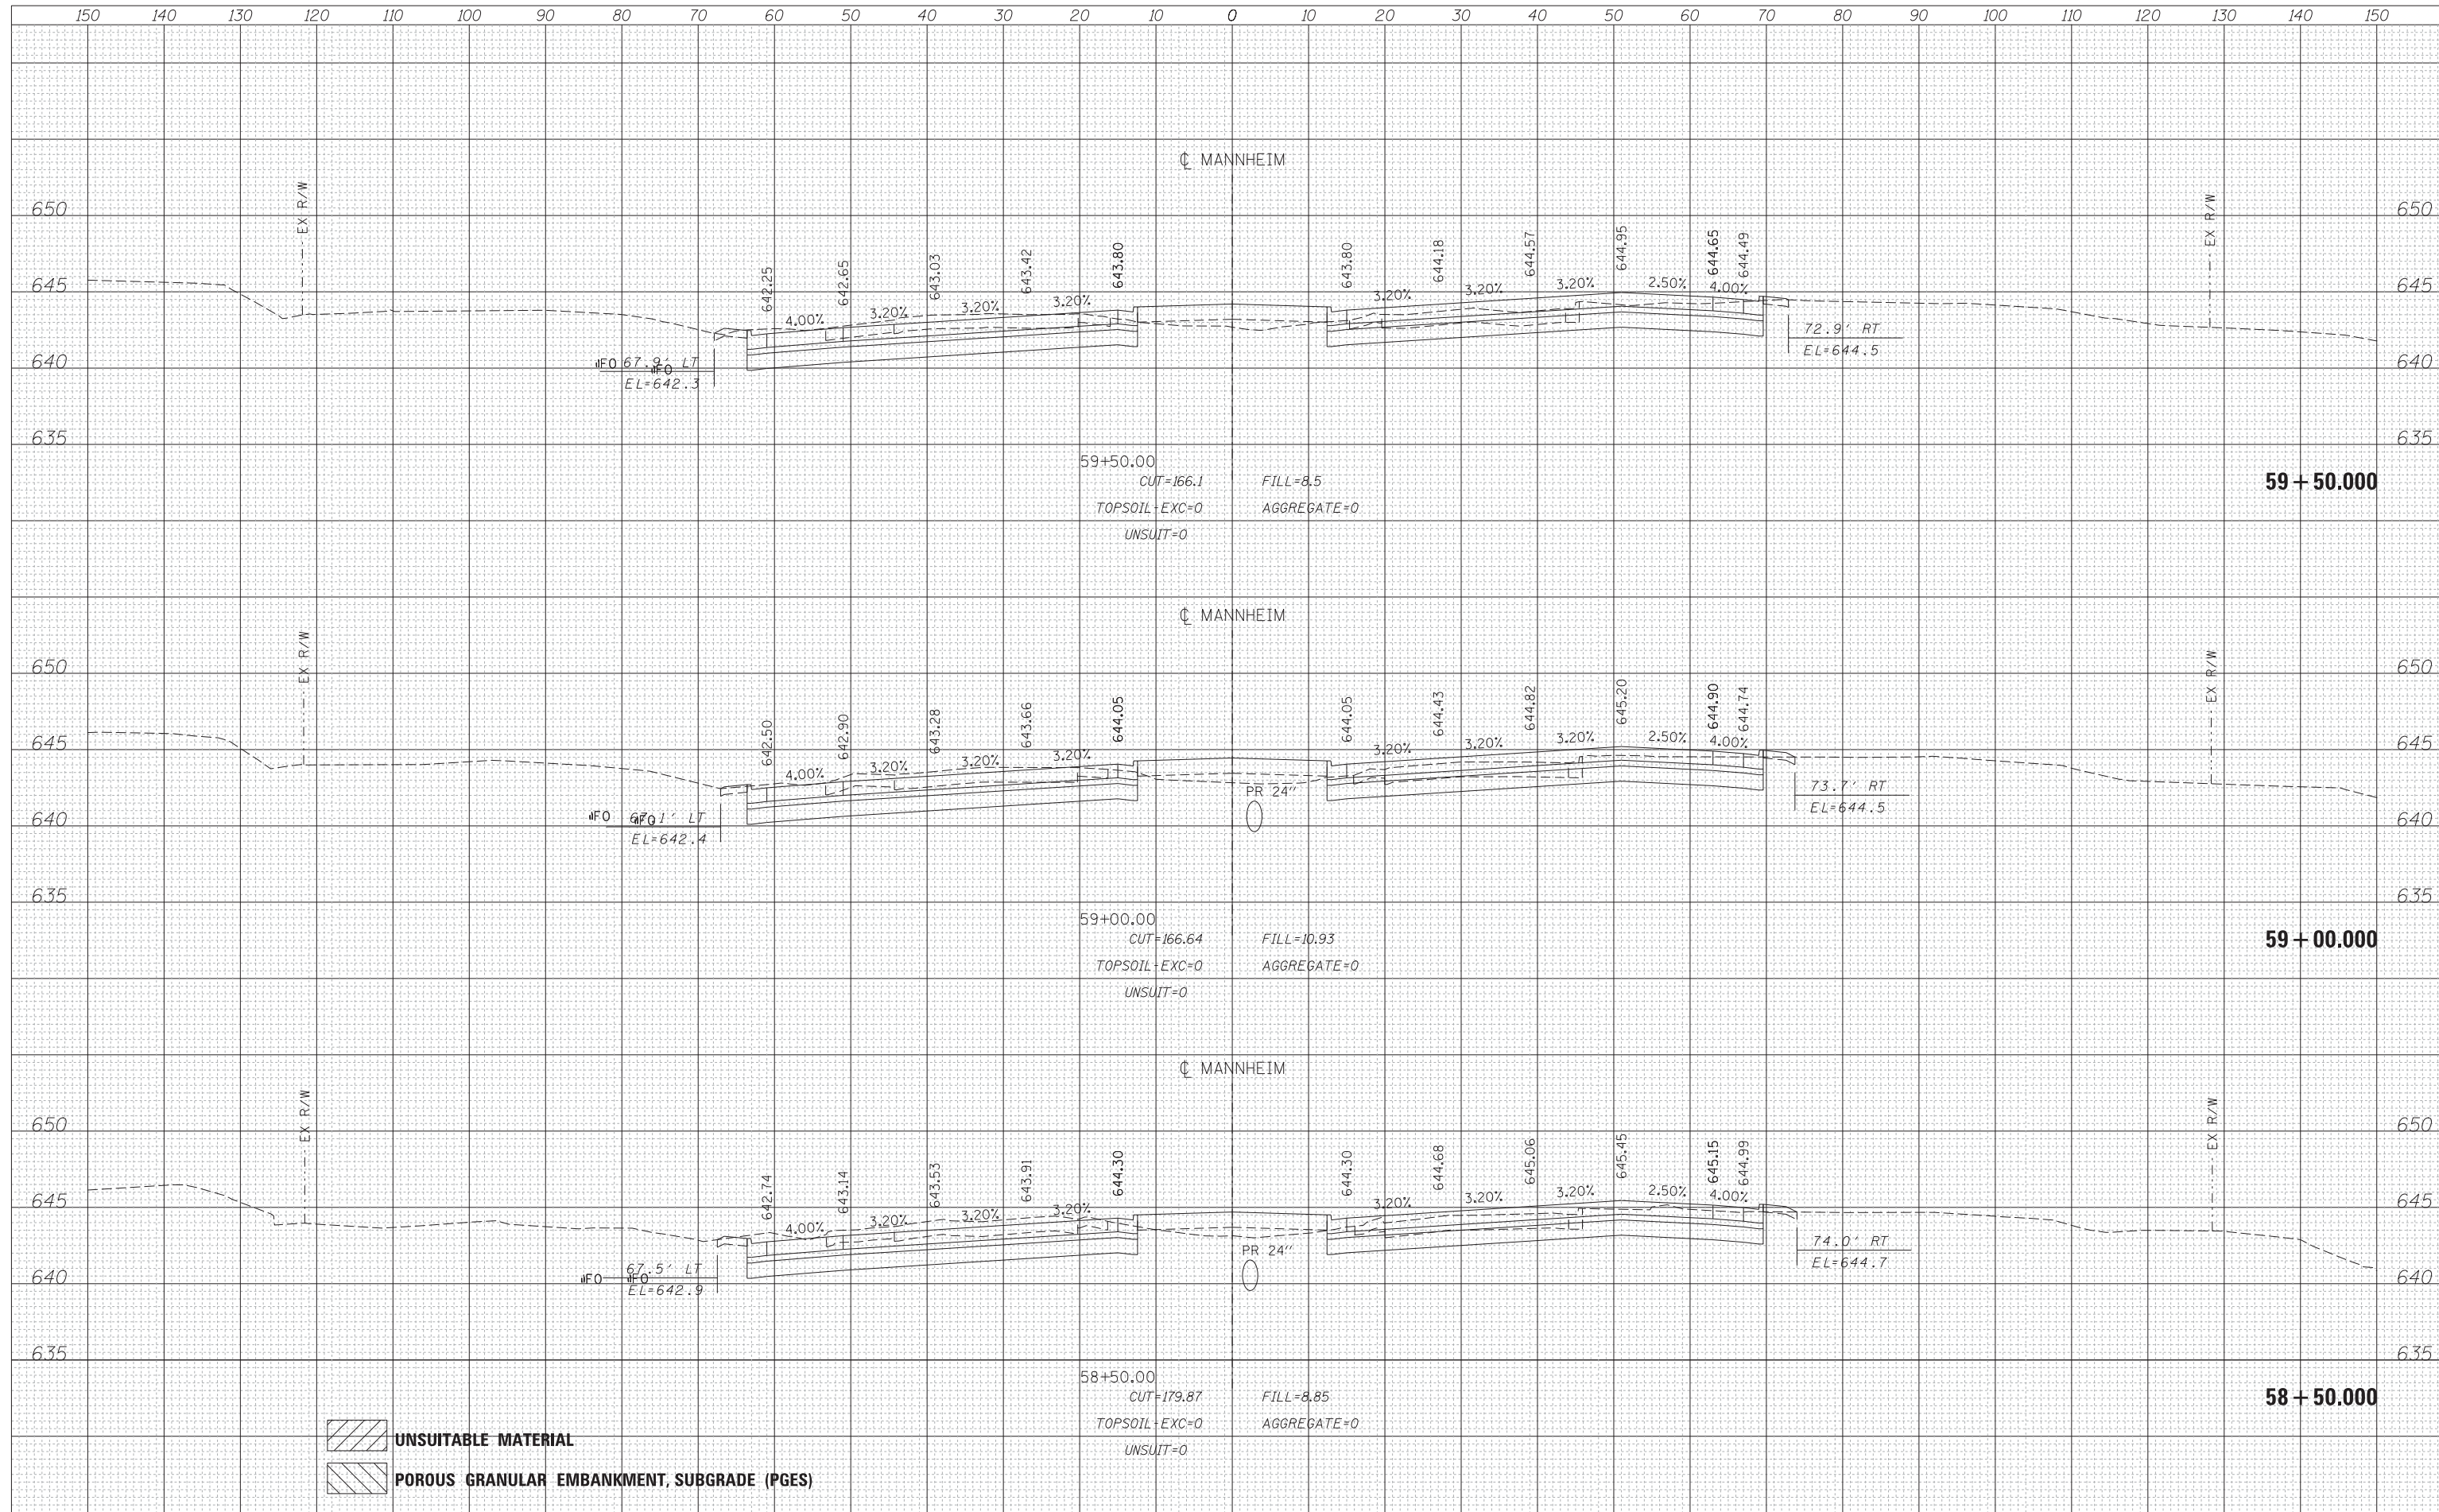 150 140 130 120 110 100 90 80 70 60 50 40 30 20 10 0 10 20 30 40 50 60 70 80 90 100 110 120 130 140 150
℄ MANNHEIM
EX R/W
EX R/W
650 650
642.25 642.65 643.03 643.42 643.80 643.80 644.18 644.57 644.95 644.65 644.49
645 645
4.00% 3.20% 3.20% 3.20% 3.20% 3.20% 3.20% 2.50% 4.00%
72.9' RT
EL=644.5
640 640
FO 67.9' LT
FO
EL=642.3
635 635
59+50.00
CUT=166.1 FILL=8.5
59+50.000
TOPSOIL-EXC=0 AGGREGATE=0
UNSUIT=0
℄ MANNHEIM
EX R/W
EX R/W
650 650
642.50 642.90 643.28 643.66 644.05 644.05 644.43 644.82 645.20 644.90 644.74
645 645
4.00% 3.20% 3.20% 3.20% 3.20% 3.20% 3.20% 2.50% 4.00%
PR 24"
73.7' RT
EL=644.5
640 640
FO 67.1' LT
FO
EL=642.4
635 635
59+00.00
CUT=166.64 FILL=10.93
59+00.000
TOPSOIL-EXC=0 AGGREGATE=0
UNSUIT=0
℄ MANNHEIM
EX R/W
EX R/W
650 650
642.74 643.14 643.53 643.91 644.30 644.30 644.68 645.06 645.45 645.15 644.99
645 645
4.00% 3.20% 3.20% 3.20% 3.20% 3.20% 3.20% 2.50% 4.00%
PR 24"
74.0' RT
EL=644.7
67.5' LT
FO FO
EL=642.9
640 640
635 635
58+50.00
CUT=179.87 FILL=8.85
58+50.000
TOPSOIL-EXC=0 AGGREGATE=0
UNSUIT=0
UNSUITABLE MATERIAL
POROUS GRANULAR EMBANKMENT, SUBGRADE (PGES)